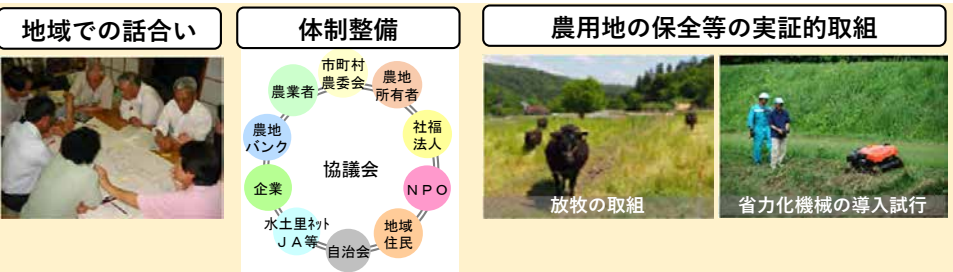 地域での話合い
体制整備
農用地の保全等の実証的取組
市町村
農委会
農地
所有者
社福
法人
NPO
地域
住民
自治会
水土里ﾈｯﾄ
JA等
企業
農地
バンク
農業者
協議会
放牧の取組
省力化機械の導入試行